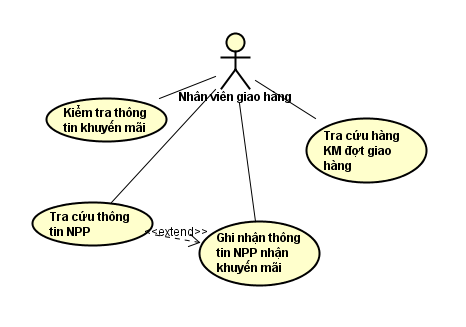 Nhân viên giao hàng
Kiểm tra thông
tin khuyến mãi
Tra cứu hàng
KM đợt giao
hàng
Tra cứu thông
tin NPP
<<extend>>
Ghi nhận thông
tin NPP nhận
khuyến mãi